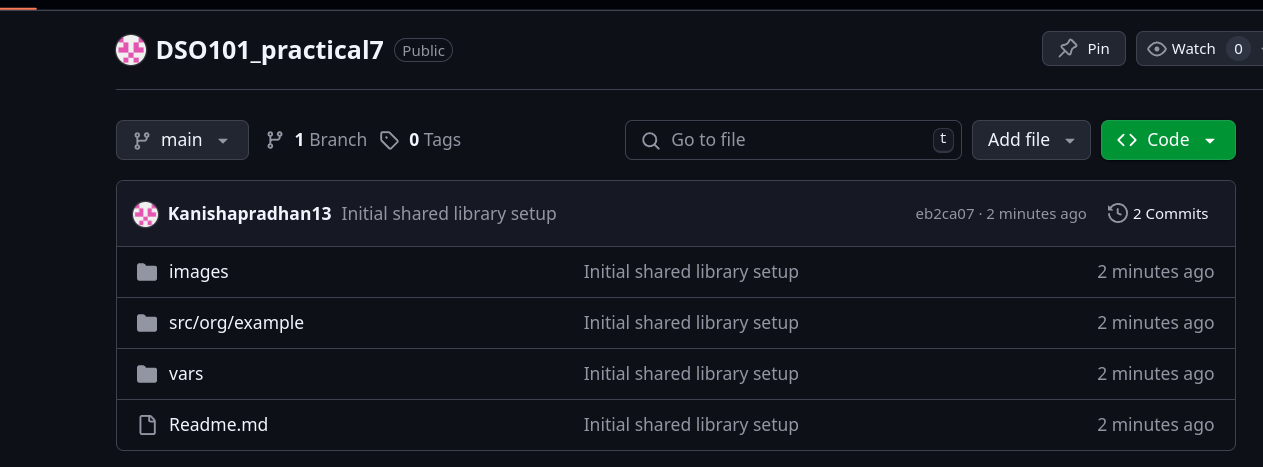 DSO101_practical7 Public Pin Watch 0
main 1 Branch 0 Tags Go to file t Add file Code
Kanishapradhan13 Initial shared library setup eb2ca07 · 2 minutes ago 2 Commits
images Initial shared library setup 2 minutes ago
src/org/example Initial shared library setup 2 minutes ago
vars Initial shared library setup 2 minutes ago
Readme.md Initial shared library setup 2 minutes ago